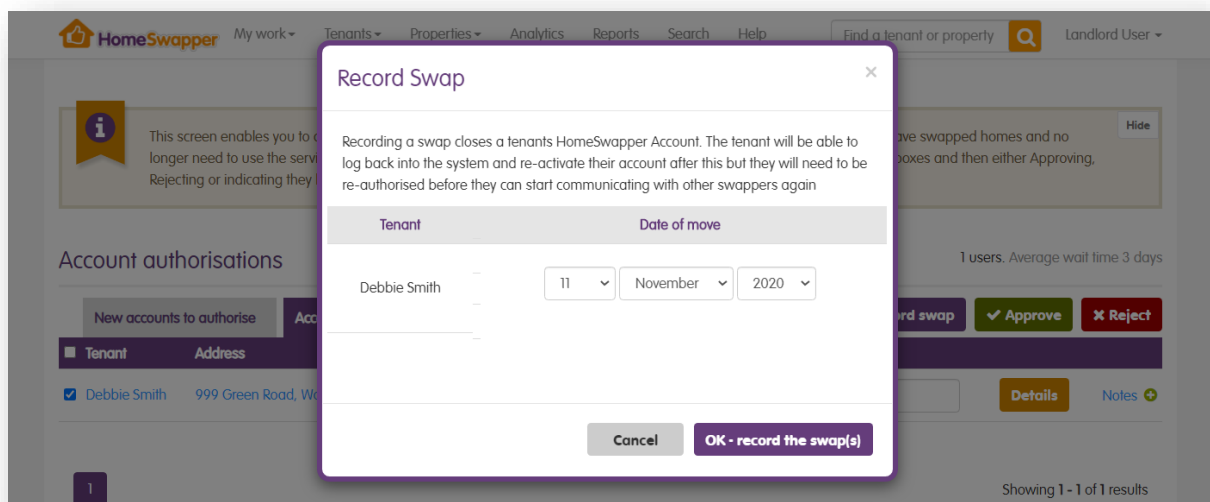 HomeSwapper My work Tenants Properties Analytics Reports Search Help Find a tenant or property Landlord User
Record Swap ×
Hide
This screen enables you to
Recording a swap closes a tenants HomeSwapper Account. The tenant will be able to
swapped homes and no
longer need to use the
log back into the system and re-activate their account after this but they will need to be
boxes and then either Approving,
Rejecting or indicating they
re-authorised before they can start communicating with other swappers again
Tenant Date of move
Account authorisations
1 users. Average wait time 3 days
Debbie Smith 11 November 2020
New accounts to authorise
swap Approve Reject
Tenant Address
Debbie Smith 999 Green Road,
Details Notes
Cancel OK - record the swap(s)
1
Showing 1 - 1 of 1 results